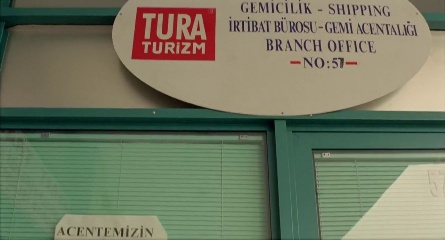 TURA
TURİZM
GEMİCİLİK - SHIPPING
İRTİBAT BÜROSU-GEMİ ACENTALIĞI
BRANCH OFFICE
-NO:57-
ACENTEMİZİN